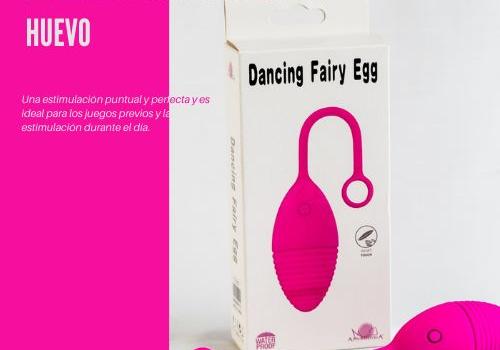 HUEVO
Una estimulación puntual y perfecta y es
ideal para los juegos previos y la
estimulación durante el día.
Dancing Fairy Egg
Dancing Fairy Egg
TOUCH
WATER
PROOF